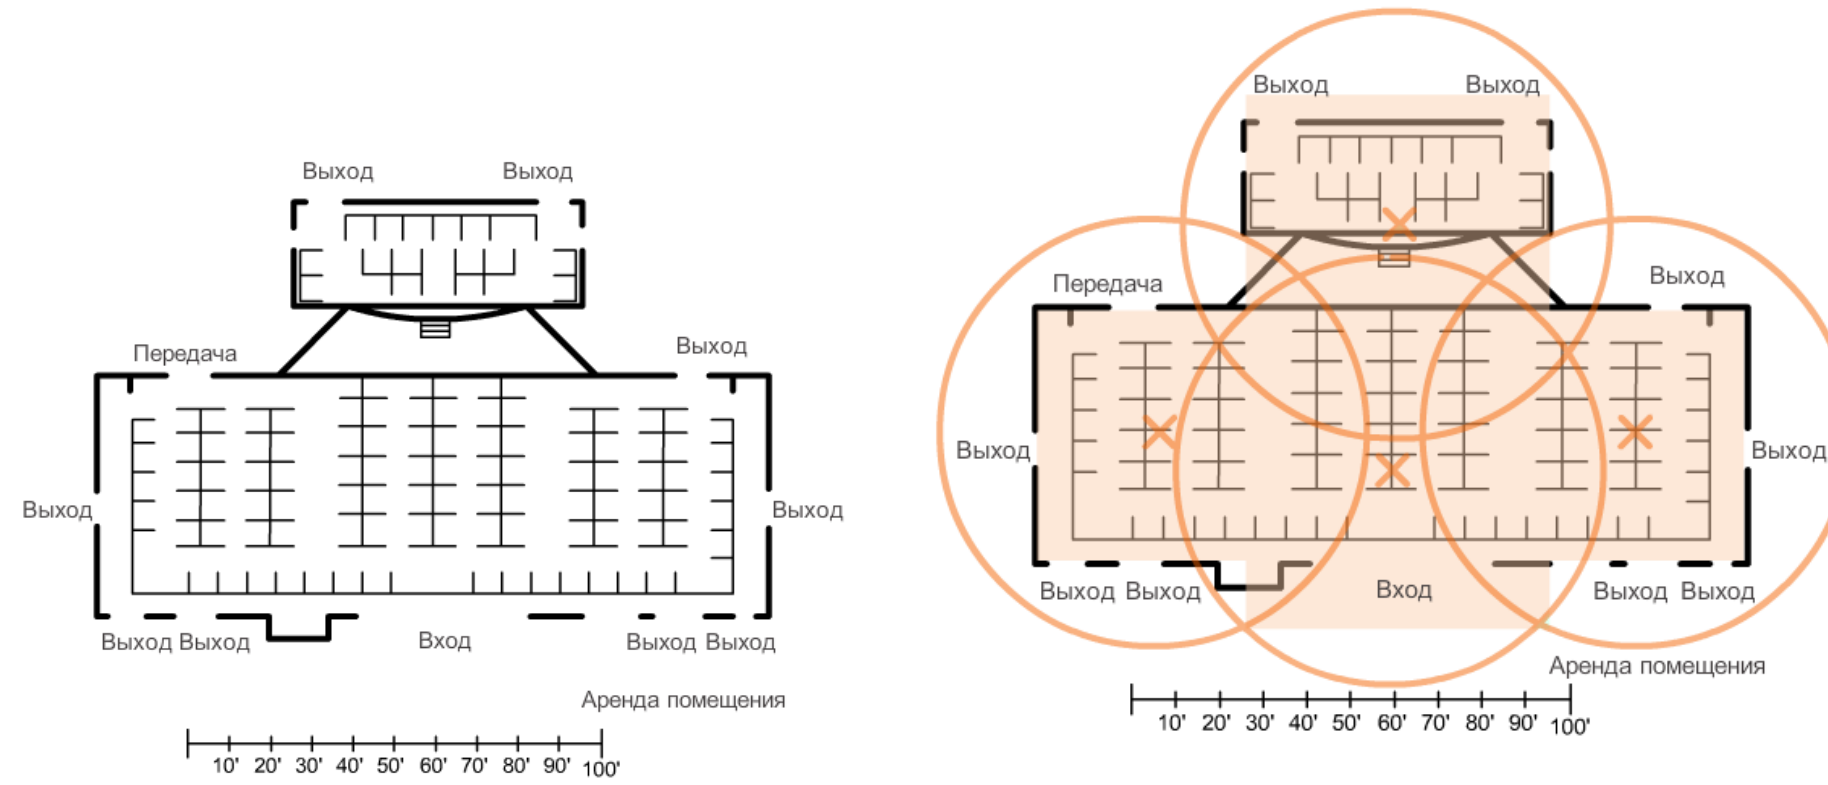 Выход Выход
Передача
Выход
Выход
Выход
Выход Выход
Вход
Выход Выход
Аренда помещения
10' 20' 30' 40' 50' 60' 70' 80' 90' 100'
Выход Выход
Передача
Выход
Выход
Выход
Выход Выход
Вход
Выход Выход
Аренда помещения
10' 20' 30' 40' 50' 60' 70' 80' 90' 100'